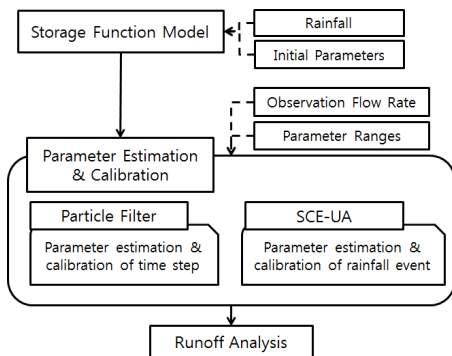 Storage Function Model
Rainfall
Initial Parameters
Observation Flow Rate
Parameter Ranges
Parameter Estimation
& Calibration
Particle Filter
Parameter estimation &
calibration of time step
SCE-UA
Parameter estimation &
calibration of rainfall event
Runoff Analysis